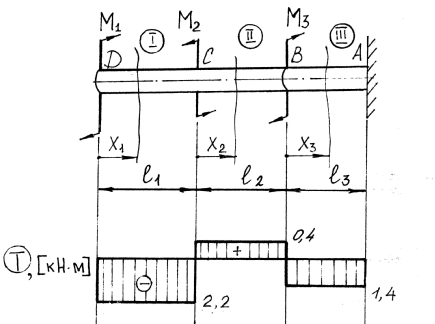 M₁ M₂ M₃
I II III
D C B A
X₁ X₂ X₃
l₁ l₂ l₃
0,4
T, [кН·м]
+
−
2,2
1,4